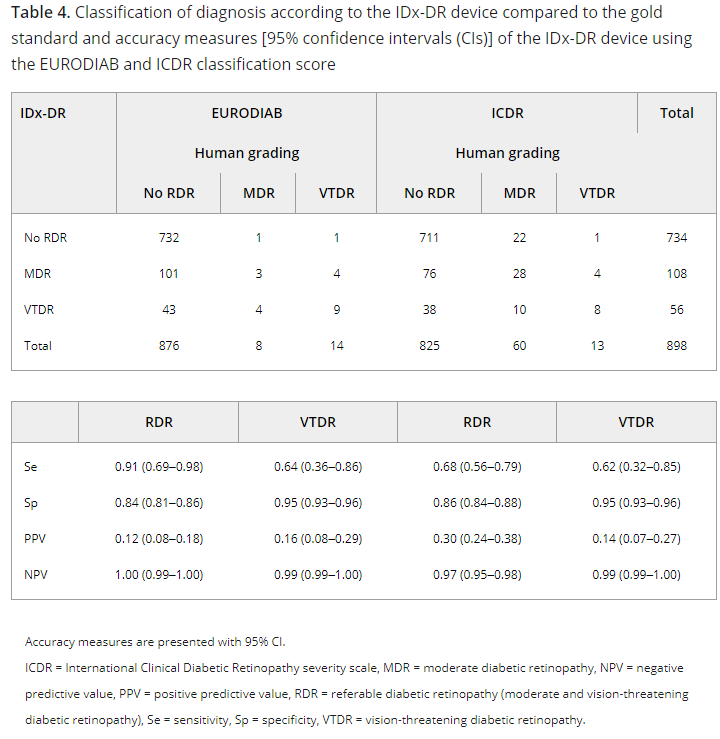 Table 4. Classification of diagnosis according to the IDx-DR device compared to the gold
standard and accuracy measures [95% confidence intervals (CIs)] of the IDx-DR device using
the EURODIAB and ICDR classification score
IDx-DR EURODIAB ICDR Total
Human grading Human grading
No RDR MDR VTDR No RDR MDR VTDR
No RDR 732 1 1 711 22 1 734
MDR 101 3 4 76 28 4 108
VTDR 43 4 9 38 10 8 56
Total 876 8 14 825 60 13 898
RDR VTDR RDR VTDR
Se 0.91 (0.69–0.98) 0.64 (0.36–0.86) 0.68 (0.56–0.79) 0.62 (0.32–0.85)
Sp 0.84 (0.81–0.86) 0.95 (0.93–0.96) 0.86 (0.84–0.88) 0.95 (0.93–0.96)
PPV 0.12 (0.08–0.18) 0.16 (0.08–0.29) 0.30 (0.24–0.38) 0.14 (0.07–0.27)
NPV 1.00 (0.99–1.00) 0.99 (0.99–1.00) 0.97 (0.95–0.98) 0.99 (0.99–1.00)
Accuracy measures are presented with 95% CI.
ICDR = International Clinical Diabetic Retinopathy severity scale, MDR = moderate diabetic retinopathy, NPV = negative
predictive value, PPV = positive predictive value, RDR = referable diabetic retinopathy (moderate and vision-threatening
diabetic retinopathy), Se = sensitivity, Sp = specificity, VTDR = vision-threatening diabetic retinopathy.